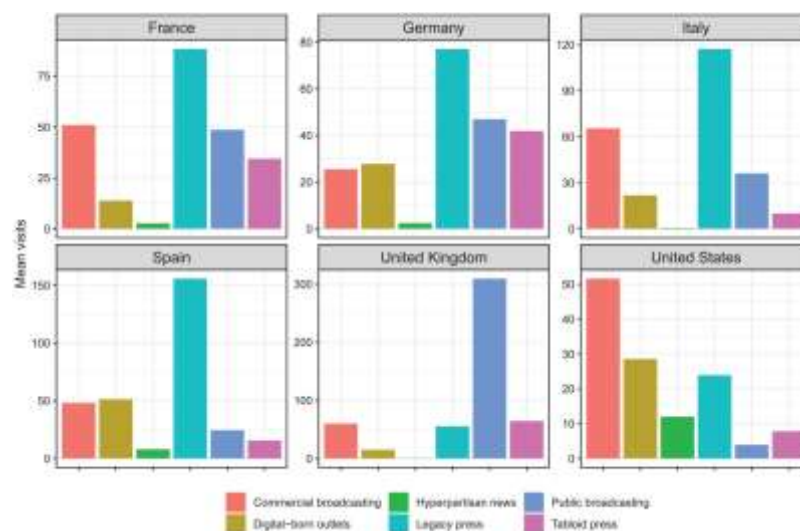 France
Germany
Italy
75
50
25
0
80
60
40
20
0
120
90
60
30
0
Mean visits
Spain
United Kingdom
United States
150
100
50
0
300
200
100
0
50
40
30
20
10
0
Commercial broadcasting
Hyperpartisan news
Public broadcasting
Digital-born outlets
Legacy press
Tabloid press